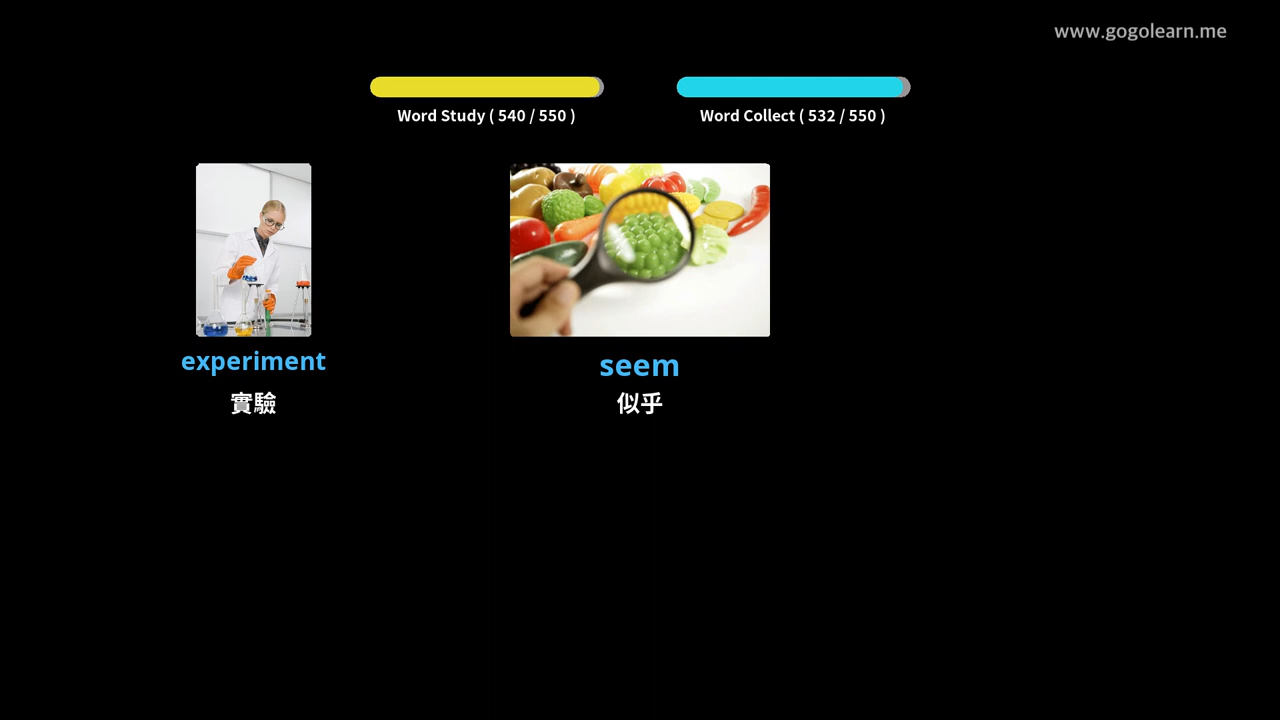 www.gogolearn.me
Word Study ( 540 / 550 )
Word Collect ( 532 / 550 )
experiment
實驗
seem
似乎